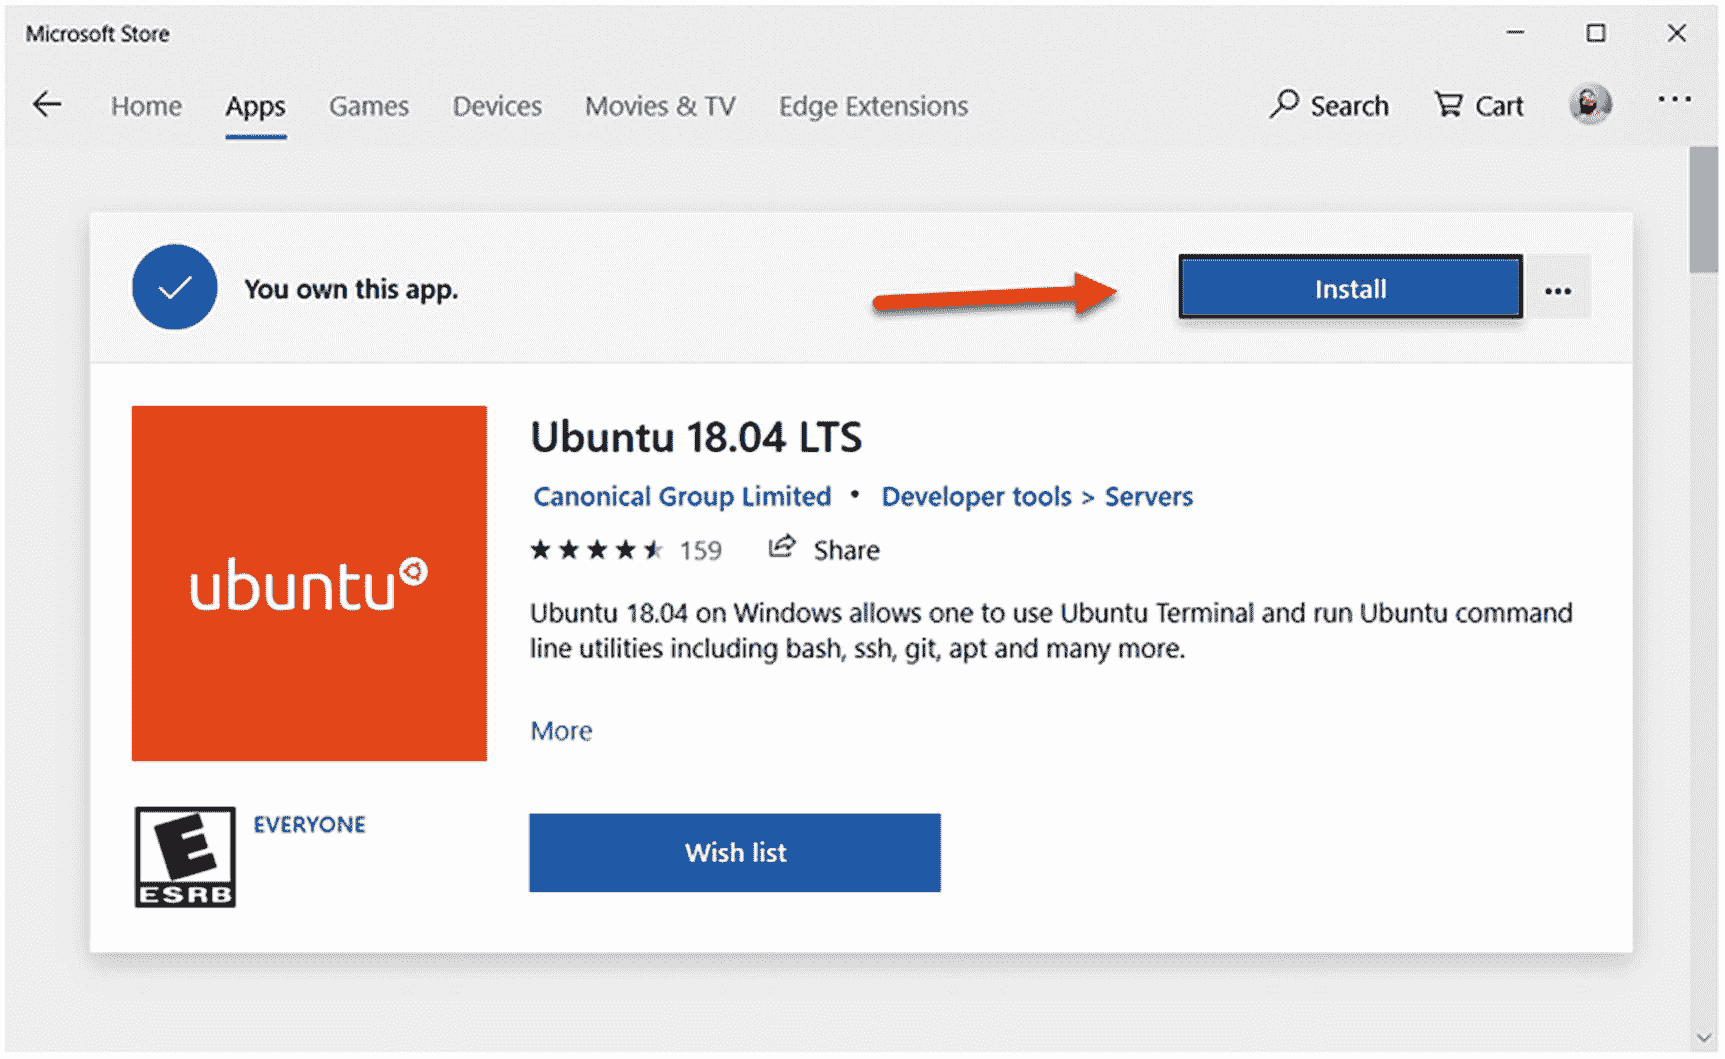 Microsoft Store
Home Apps Games Devices Movies & TV Edge Extensions Search Cart
You own this app.
Install
ubuntu
Ubuntu 18.04 LTS
Canonical Group Limited • Developer tools > Servers
159 Share
Ubuntu 18.04 on Windows allows one to use Ubuntu Terminal and run Ubuntu command
line utilities including bash, ssh, git, apt and many more.
More
E
ESRB
EVERYONE
Wish list